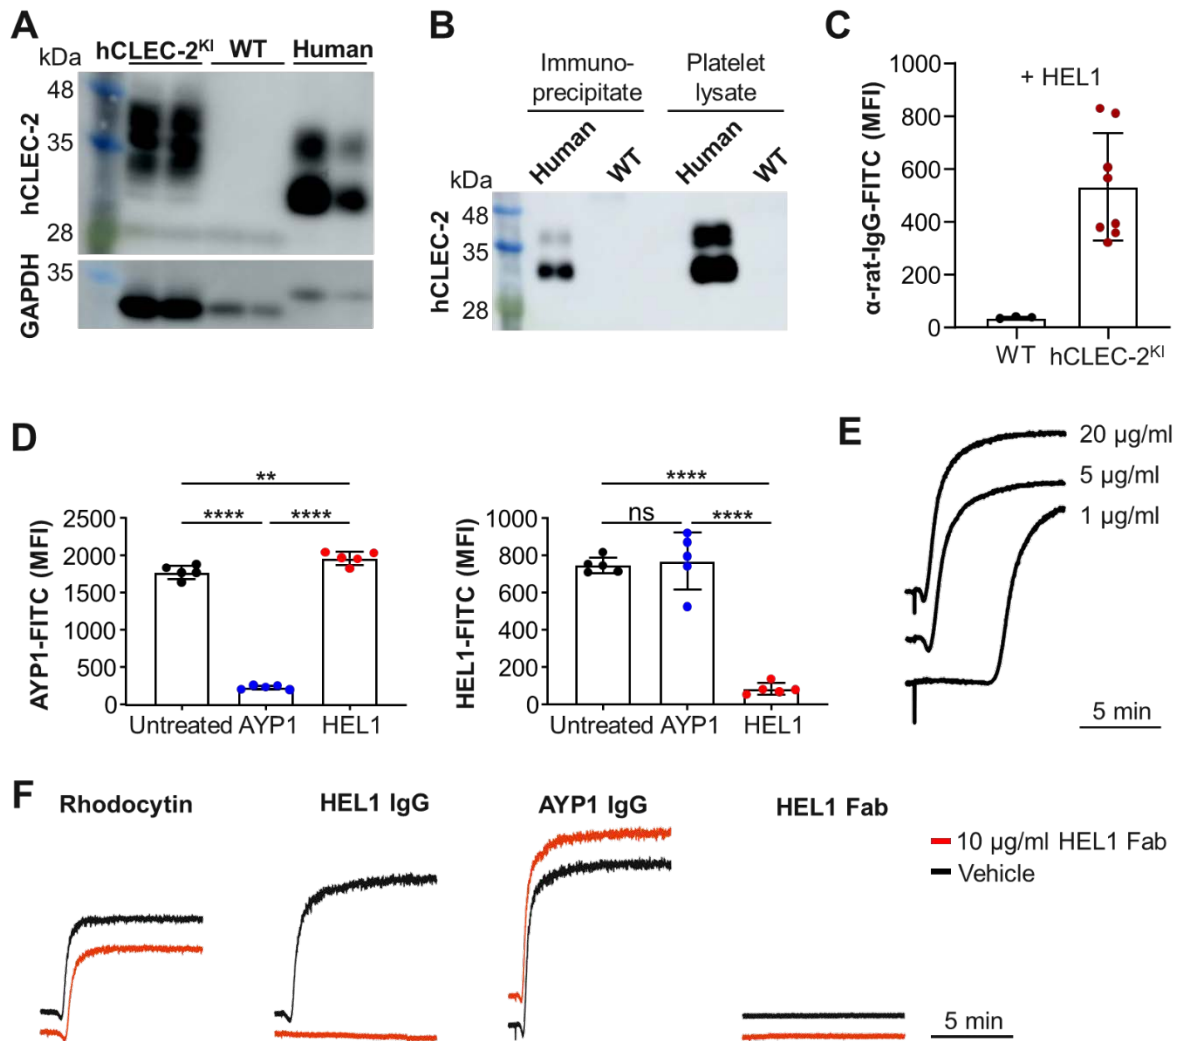 A
kDa
hCLEC-2KI
WT
Human
48
35
28
hCLEC-2
35
GAPDH
B
Immuno-
precipitate
Platelet
lysate
Human
WT
Human
WT
kDa
48
35
28
hCLEC-2
C
1000
800
600
400
200
0
α-rat-IgG-FITC (MFI)
+ HEL1
WT
hCLEC-2KI
D
AYP1-FITC (MFI)
2500
2000
1500
1000
500
0
**
****
****
Untreated
AYP1
HEL1
HEL1-FITC (MFI)
1000
800
600
400
200
0
****
ns
****
Untreated
AYP1
HEL1
E
20 µg/ml
5 µg/ml
1 µg/ml
5 min
F
Rhodocytin
HEL1 IgG
AYP1 IgG
HEL1 Fab
10 µg/ml HEL1 Fab
Vehicle
5 min